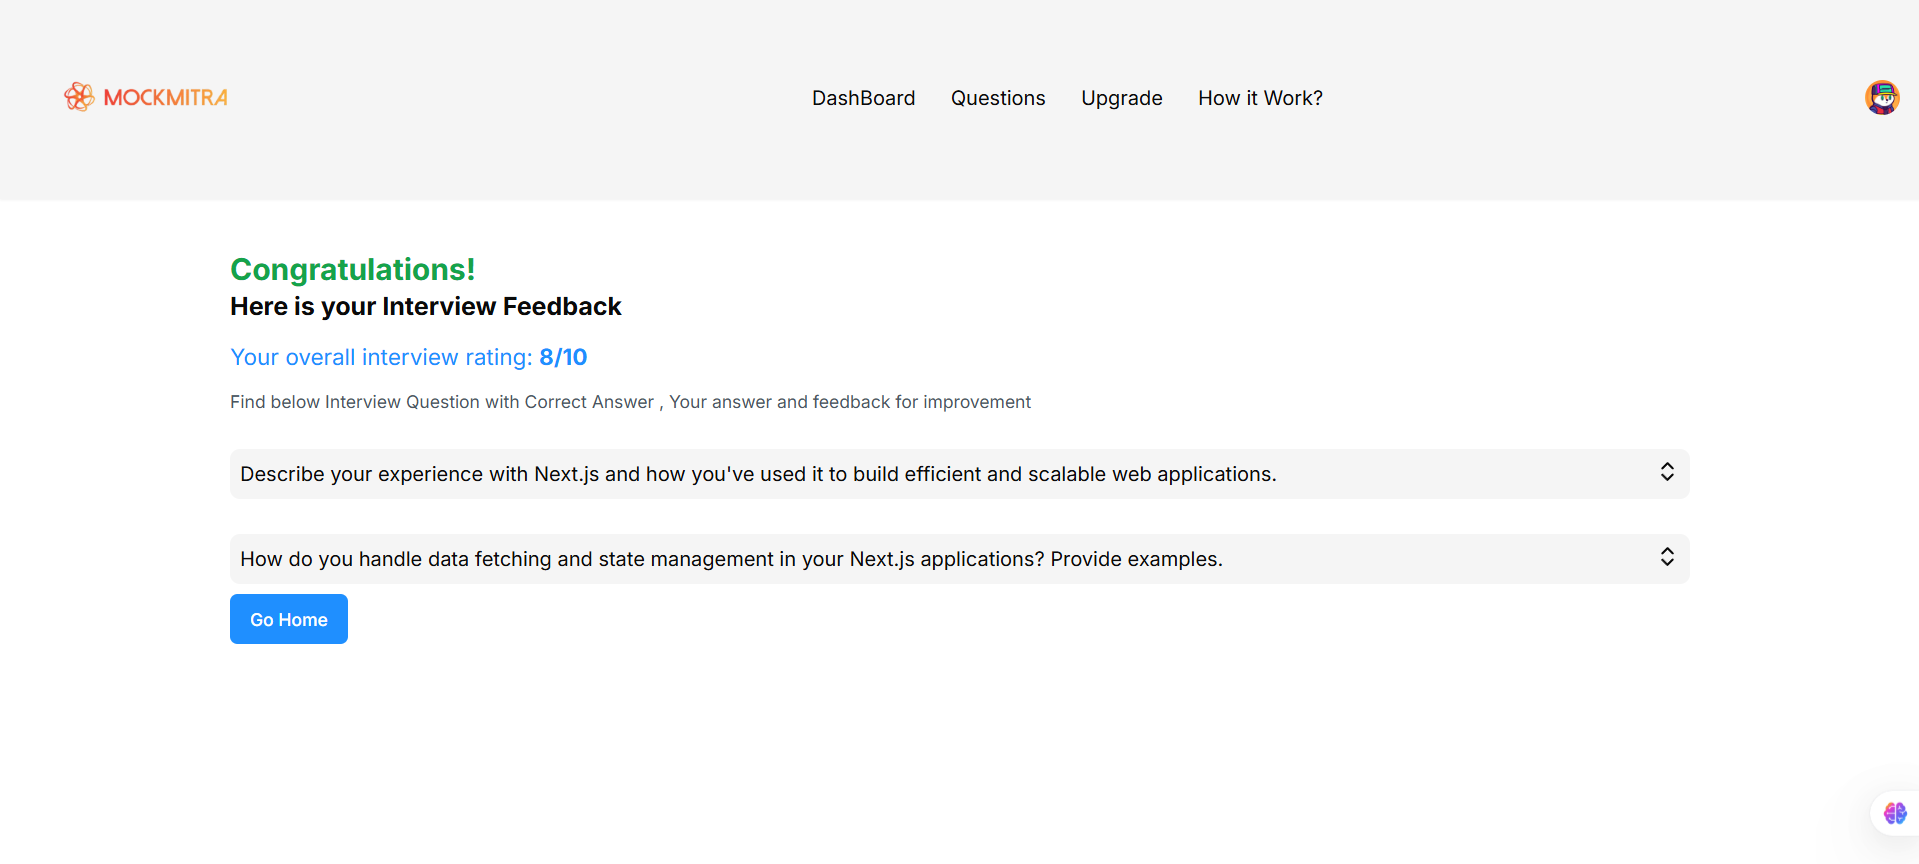 MOCKMITRA
DashBoard Questions Upgrade How it Work?
Congratulations!
Here is your Interview Feedback
Your overall interview rating: 8/10
Find below Interview Question with Correct Answer , Your answer and feedback for improvement
Describe your experience with Next.js and how you've used it to build efficient and scalable web applications.
How do you handle data fetching and state management in your Next.js applications? Provide examples.
Go Home